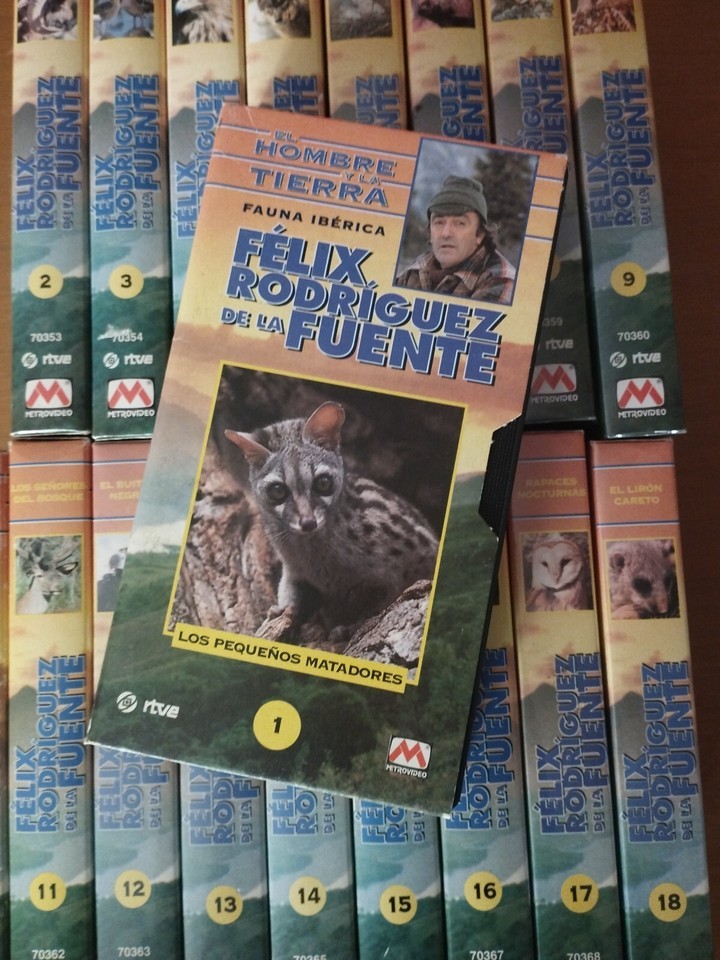 EL
HOMBRE
Y LA
TIERRA
FAUNA IBÉRICA
FÉLIX
RODRÍGUEZ
DE LA FUENTE
LOS PEQUEÑOS MATADORES
rtve
1
METROVIDEO
FÉLIX
RODRÍGUEZ
DE LA
FUENTE
2
70353
rtve
METROVIDEO
FÉLIX
RODRÍGUEZ
DE LA
FUENTE
3
70354
rtve
METROVIDEO
METROVIDEO
FÉLIX
RODRÍGUEZ
DE LA
FUENTE
9
70360
rtve
METROVIDEO
LOS SEÑORES
DEL BOSQUE
FÉLIX
RODRÍGUEZ
DE LA
FUENTE
11
70362
EL
FÉLIX
RODRÍGUEZ
DE LA
FUENTE
12
70363
13
14
15
16
70367
RAPACES
NOCTURNAS
FÉLIX
RODRÍGUEZ
DE LA
FUENTE
17
70368
EL LIRÓN
CARETO
FÉLIX
RODRÍGUEZ
DE LA
FUENTE
18